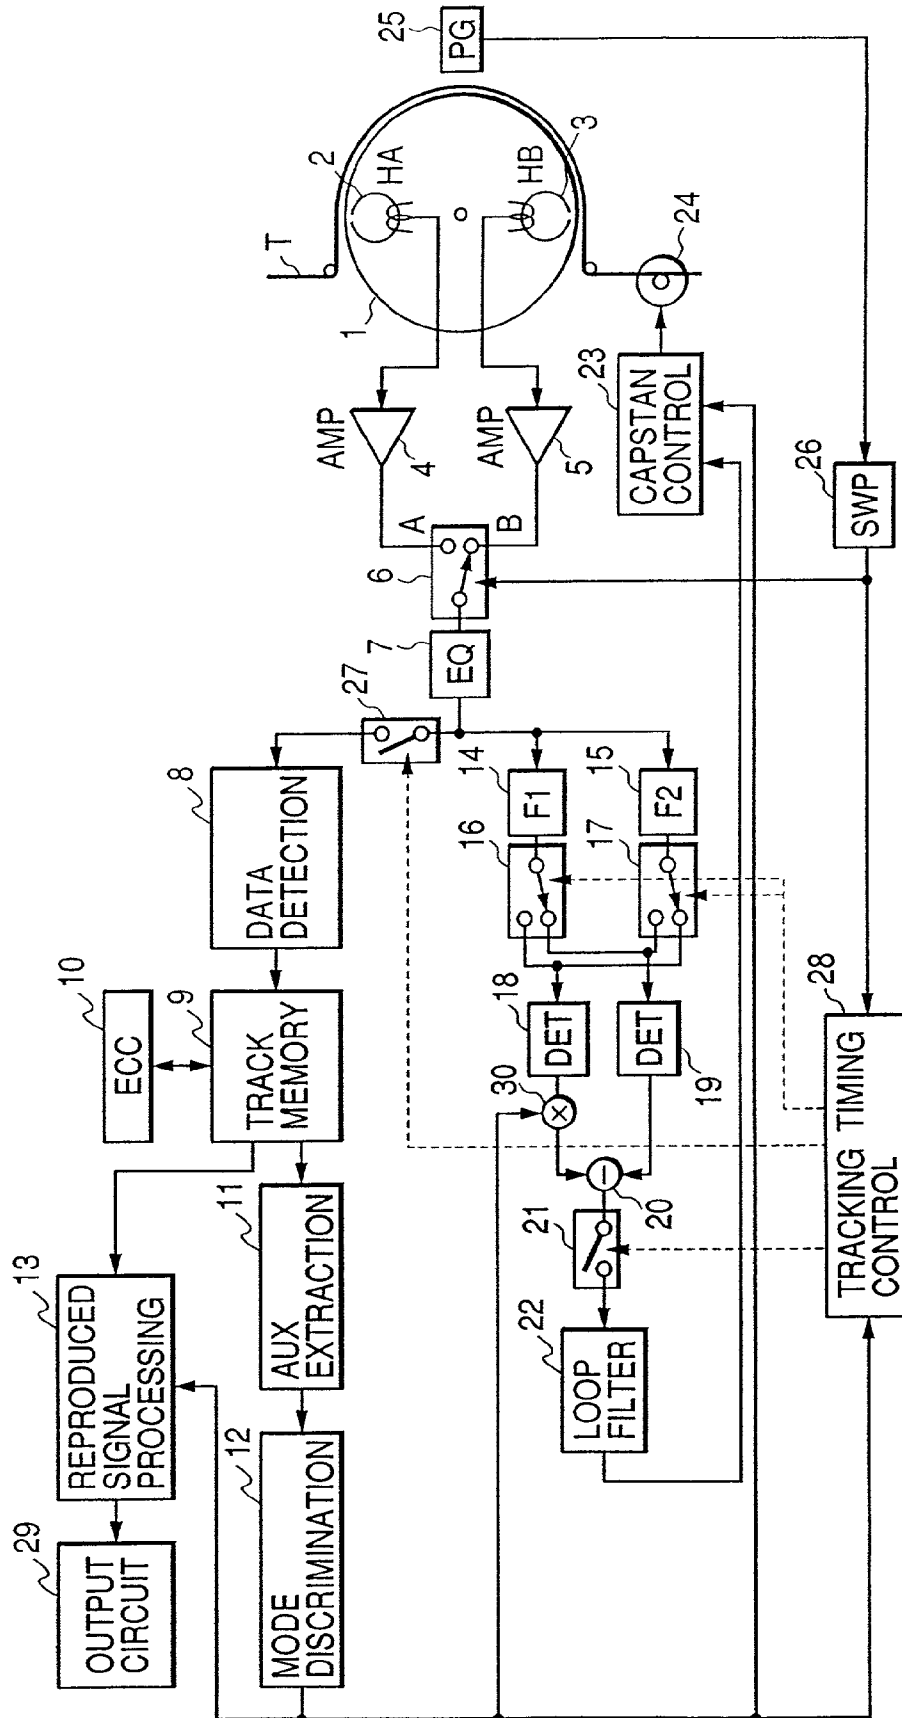 29
OUTPUT
CIRCUIT
13
REPRODUCED
SIGNAL
PROCESSING
10
ECC
9
TRACK
MEMORY
8
DATA
DETECTION
12
MODE
DISCRIMINATION
11
AUX
EXTRACTION
27
7
EQ
6
A
B
AMP
4
AMP
5
1
T
2
HA
HB
3
25
PG
22
LOOP
FILTER
21
20
30
18
DET
DET
19
16
14
F1
17
15
F2
23
CAPSTAN
CONTROL
24
28
TRACKING TIMING
CONTROL
26
SWP